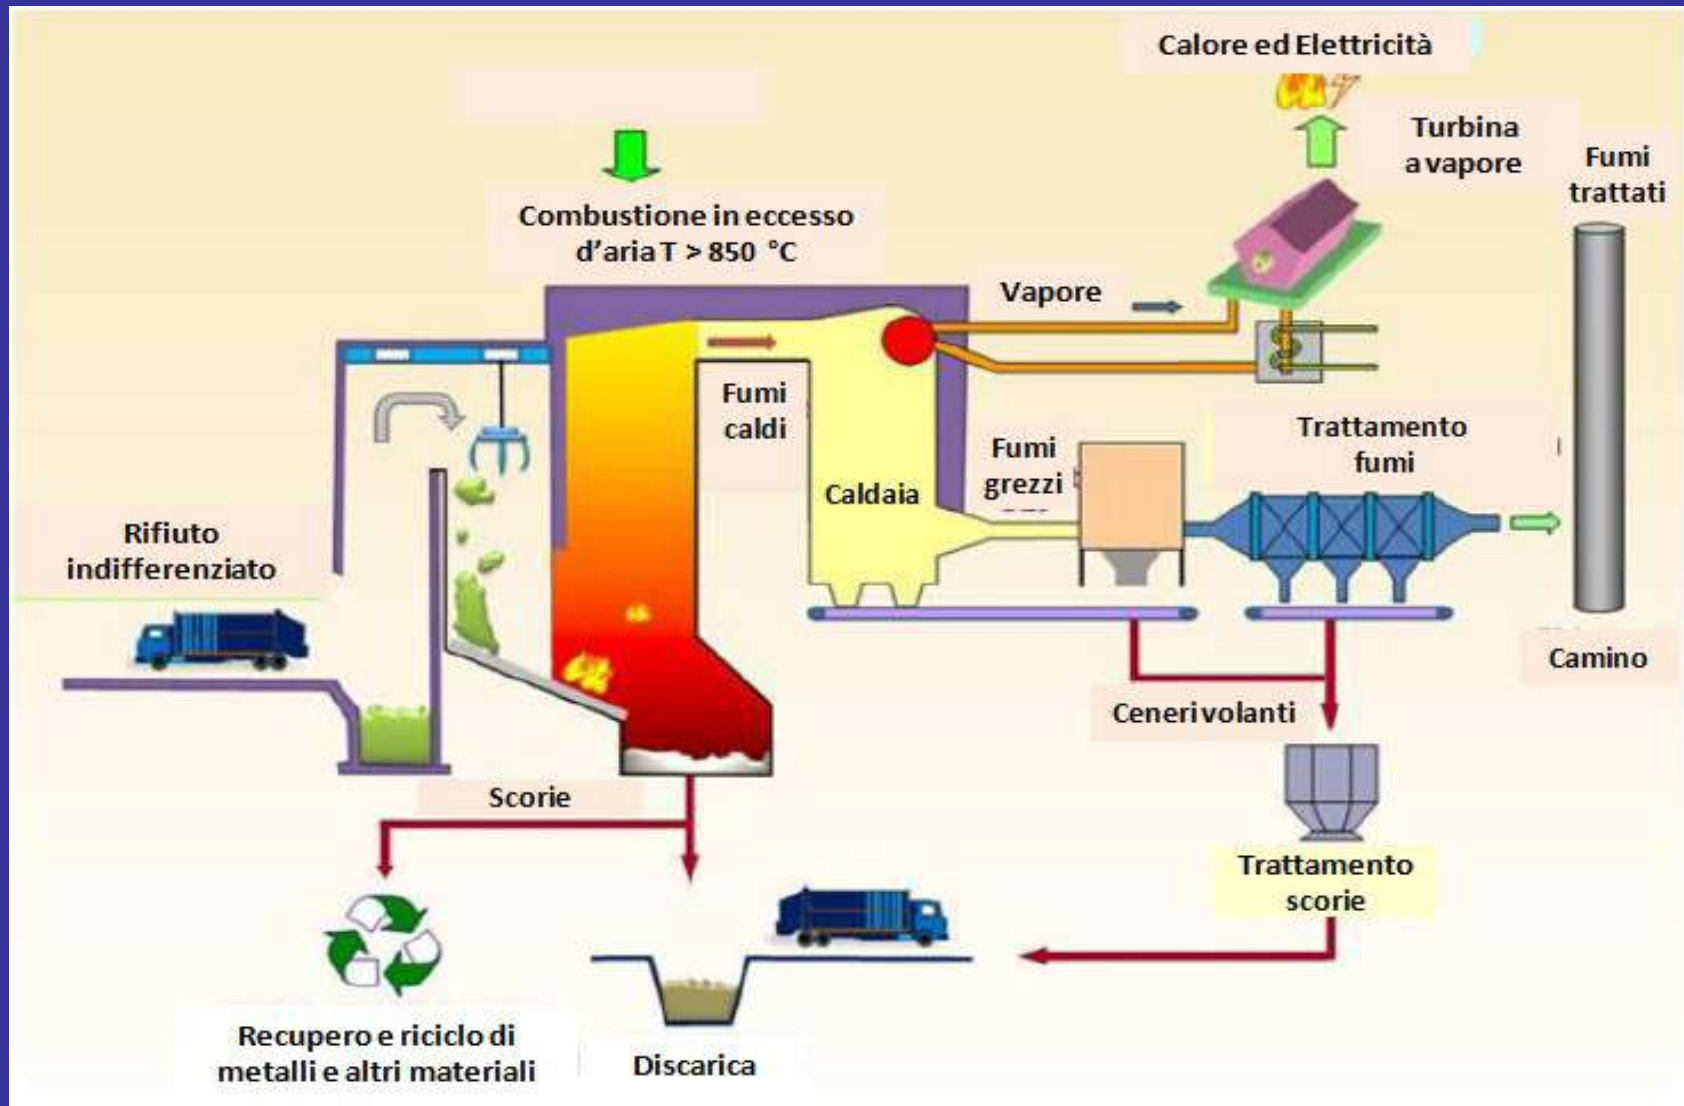 Calore ed Elettricità
Turbina
a vapore
Fumi
trattati
Combustione in eccesso
d'aria T > 850 °C
Vapore
Fumi
caldi
Fumi
grezzi
Trattamento
fumi
Caldaia
Rifiuto
indifferenziato
Camino
Ceneri volanti
Scorie
Trattamento
scorie
Recupero e riciclo di
metalli e altri materiali
Discarica